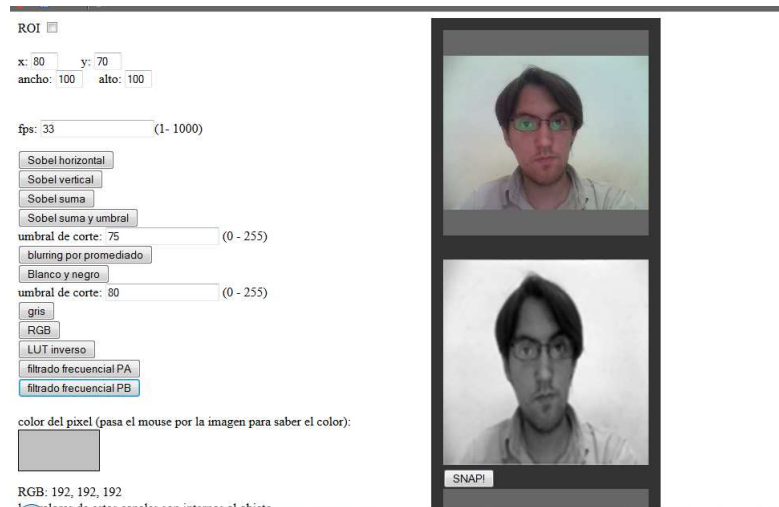 ROI
x: 80 y: 70
ancho: 100 alto: 100
fps: 33 (1- 1000)
Sobel horizontal
Sobel vertical
Sobel suma
Sobel suma y umbral
umbral de corte: 75 (0 - 255)
blurring por promediado
Blanco y negro
umbral de corte: 80 (0 - 255)
gris
RGB
LUT inverso
filtrado frecuencial PA
filtrado frecuencial PB
color del pixel (pasa el mouse por la imagen para saber el color):
SNAP!
RGB: 192, 192, 192